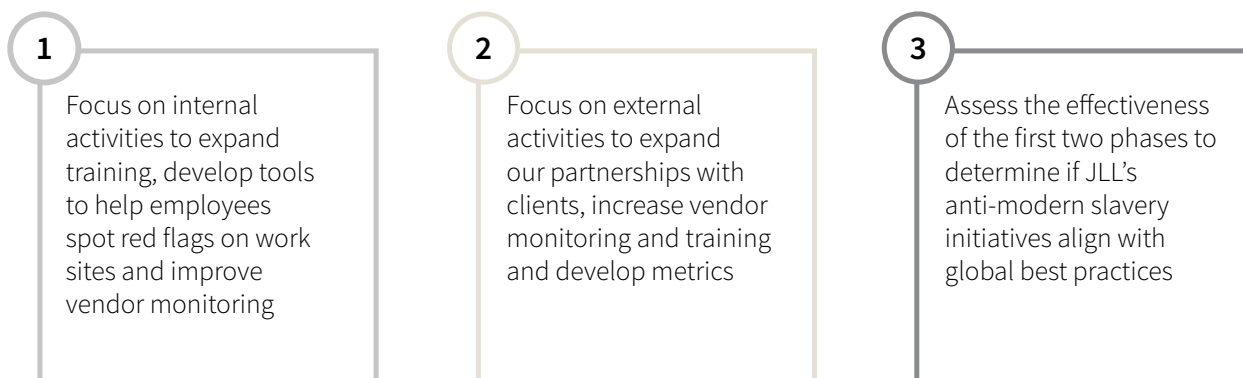 1
Focus on internal
activities to expand
training, develop tools
to help employees
spot red flags on work
sites and improve
vendor monitoring
2
Focus on external
activities to expand
our partnerships with
clients, increase vendor
monitoring and training
and develop metrics
3
Assess the effectiveness
of the first two phases to
determine if JLL’s
anti-modern slavery
initiatives align with
global best practices